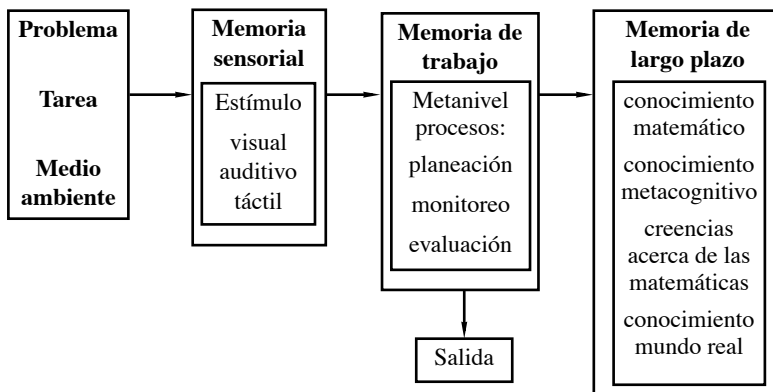 Problema
Tarea
Medio
ambiente
Memoria
sensorial
Estímulo
visual
auditivo
táctil
Memoria de
trabajo
Metanivel
procesos:
planeación
monitoreo
evaluación
Salida
Memoria de
largo plazo
conocimiento
matemático
conocimiento
metacognitivo
creencias
acerca de las
matemáticas
conocimiento
mundo real